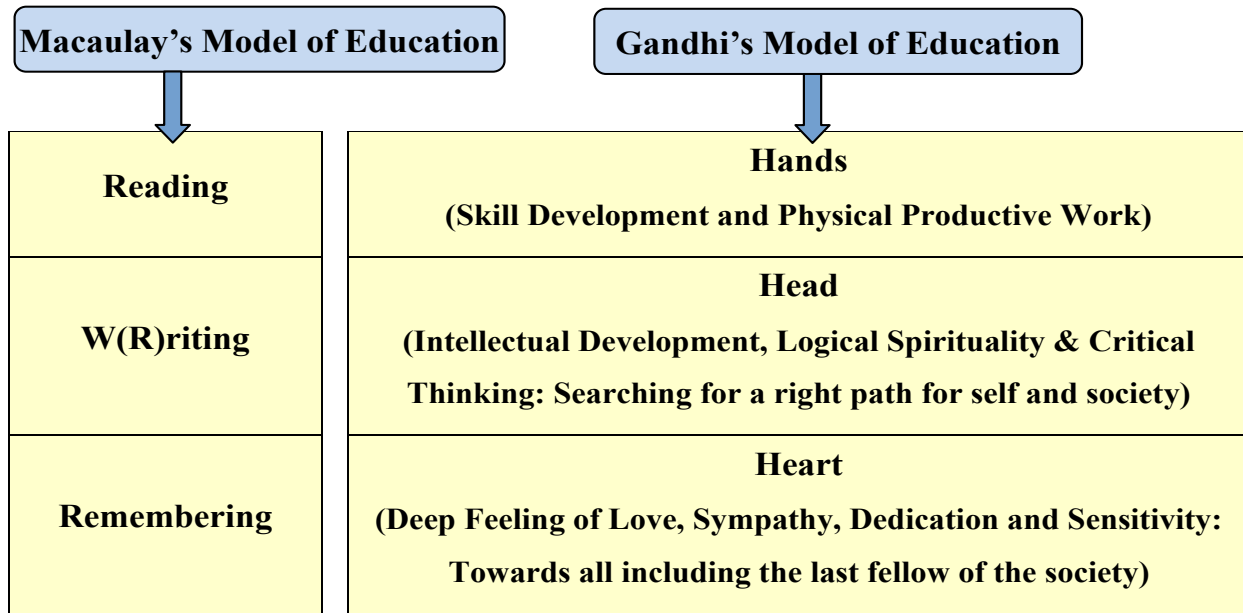 Macaulay's Model of Education
Gandhi's Model of Education
Reading
Hands
(Skill Development and Physical Productive Work)
W(R)riting
Head
(Intellectual Development, Logical Spirituality & Critical
Thinking: Searching for a right path for self and society)
Remembering
Heart
(Deep Feeling of Love, Sympathy, Dedication and Sensitivity:
Towards all including the last fellow of the society)